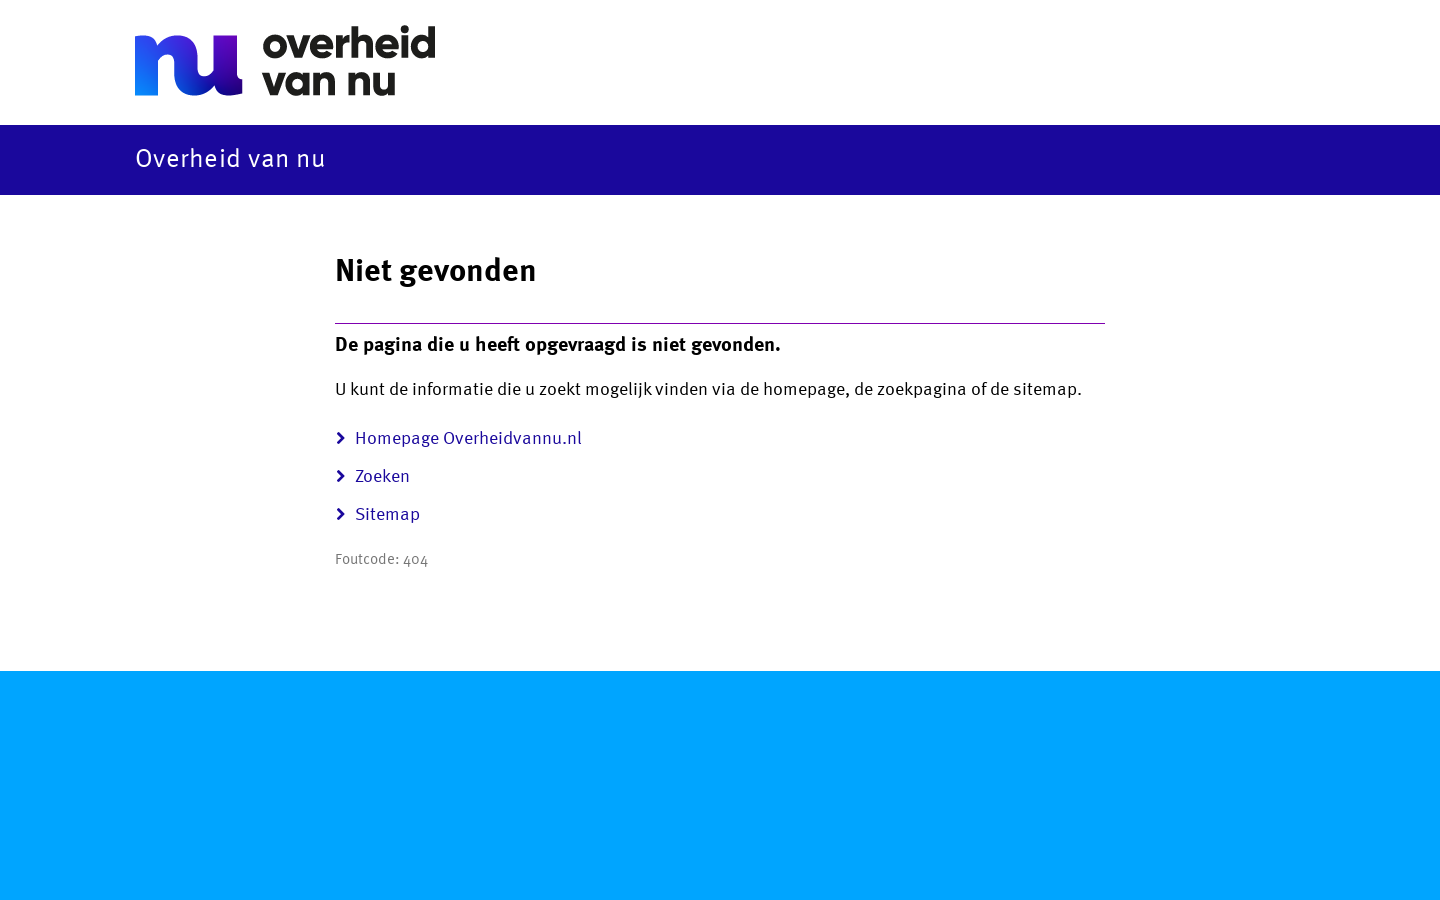 nu overheid
van nu
Overheid van nu
Niet gevonden
De pagina die u heeft opgevraagd is niet gevonden.
U kunt de informatie die u zoekt mogelijk vinden via de homepage, de zoekpagina of de sitemap.
Homepage Overheidvannu.nl
Zoeken
Sitemap
Foutcode: 404